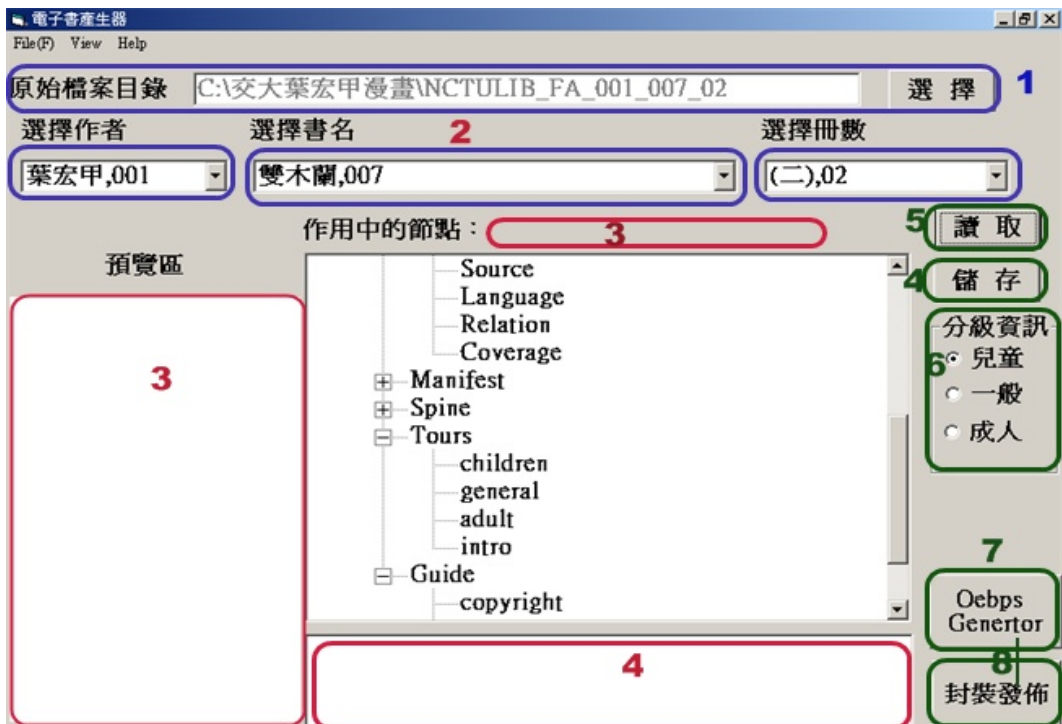 電子書產生器
File(F) View Help
原始檔案目錄 C:\交大葉宏甲漫畫\NCTULIB_FA_001_007_02 選 擇 1
選擇作者 選擇書名 2 選擇冊數
葉宏甲,001 雙木蘭,007 (二),02
作用中的節點： 3 5 讀 取
預覽區
4 儲 存
Source
Language
Relation
Coverage
Manifest
Spine
Tours
children
general
adult
intro
Guide
copyright
3
分級資訊
6 兒童
一般
成人
7
Oebps
Genertor
4
8
封裝發佈